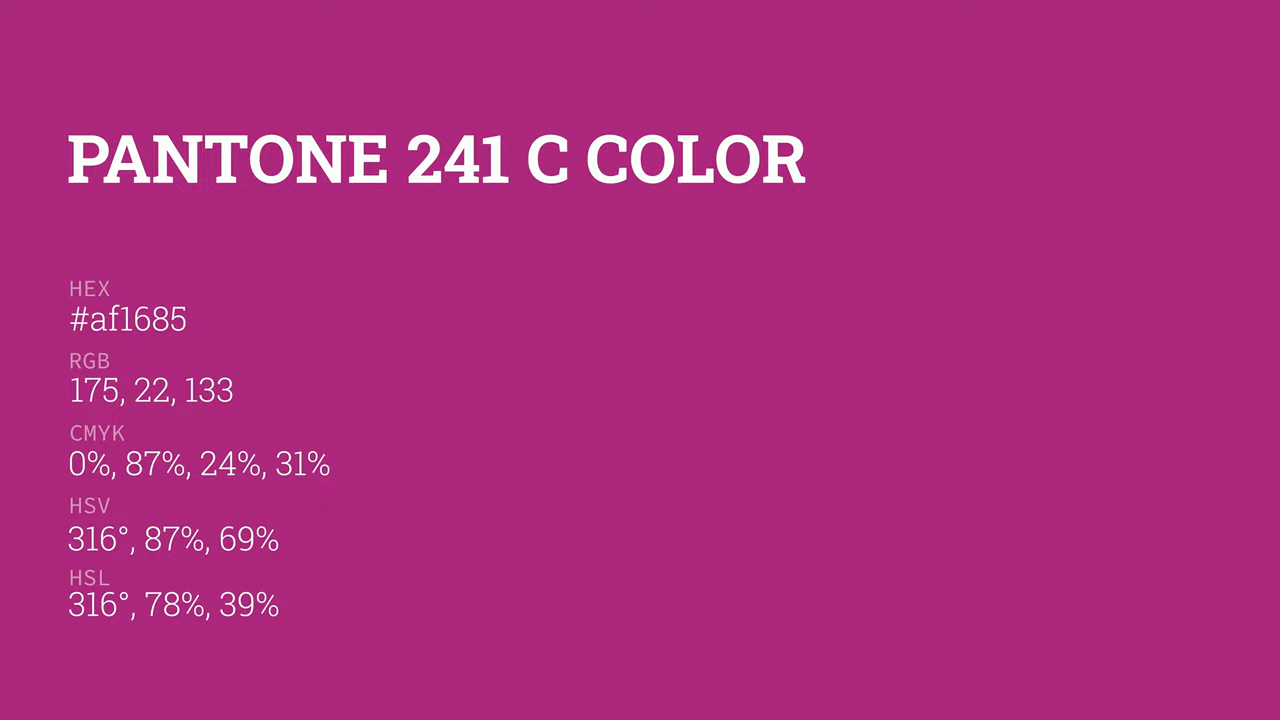 PANTONE 241 C COLOR
HEX
#af1685
RGB
175, 22, 133
CMYK
0%, 87%, 24%, 31%
HSV
316°, 87%, 69%
HSL
316°, 78%, 39%